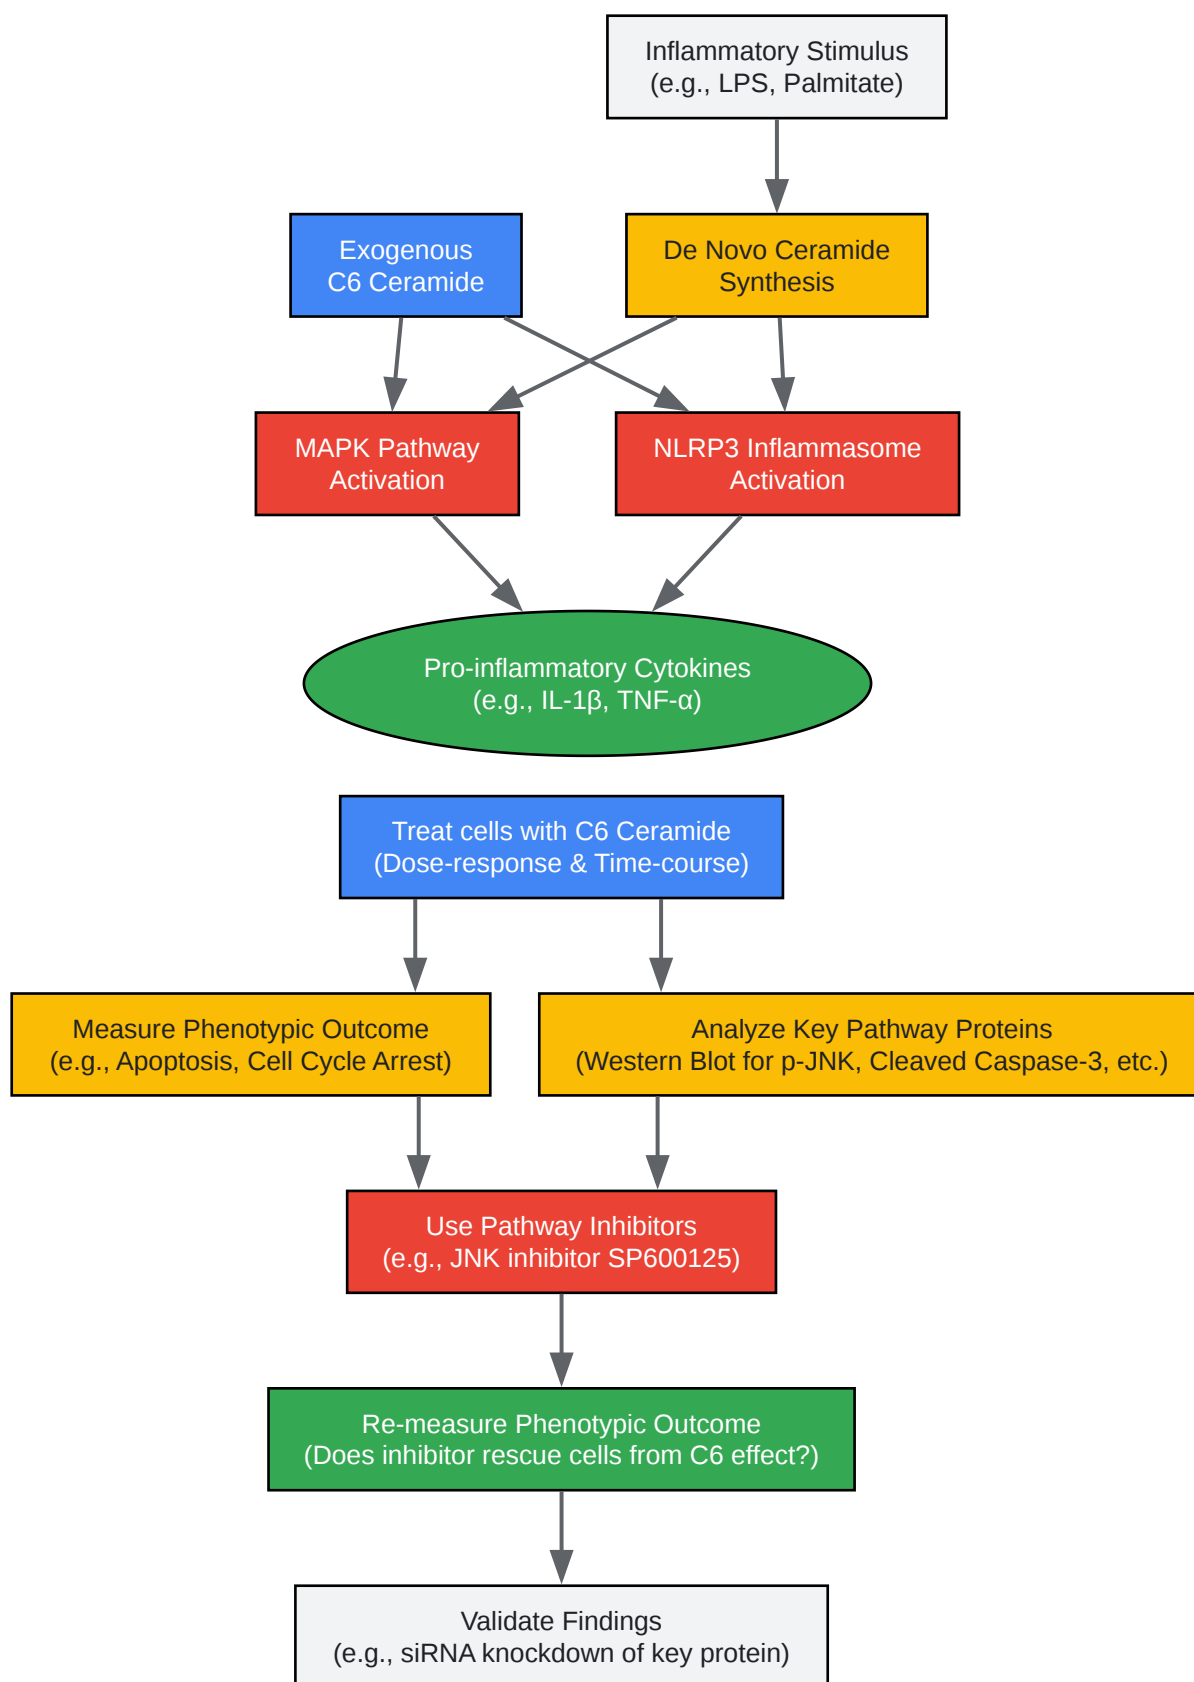 Inflammatory Stimulus
(e.g., LPS, Palmitate)
Exogenous
C6 Ceramide
De Novo Ceramide
Synthesis
MAPK Pathway
Activation
NLRP3 Inflammasome
Activation
Pro-inflammatory Cytokines
(e.g., IL-1β, TNF-α)
Treat cells with C6 Ceramide
(Dose-response & Time-course)
Measure Phenotypic Outcome
(e.g., Apoptosis, Cell Cycle Arrest)
Analyze Key Pathway Proteins
(Western Blot for p-JNK, Cleaved Caspase-3, etc.)
Use Pathway Inhibitors
(e.g., JNK inhibitor SP600125)
Re-measure Phenotypic Outcome
(Does inhibitor rescue cells from C6 effect?)
Validate Findings
(e.g., siRNA knockdown of key protein)